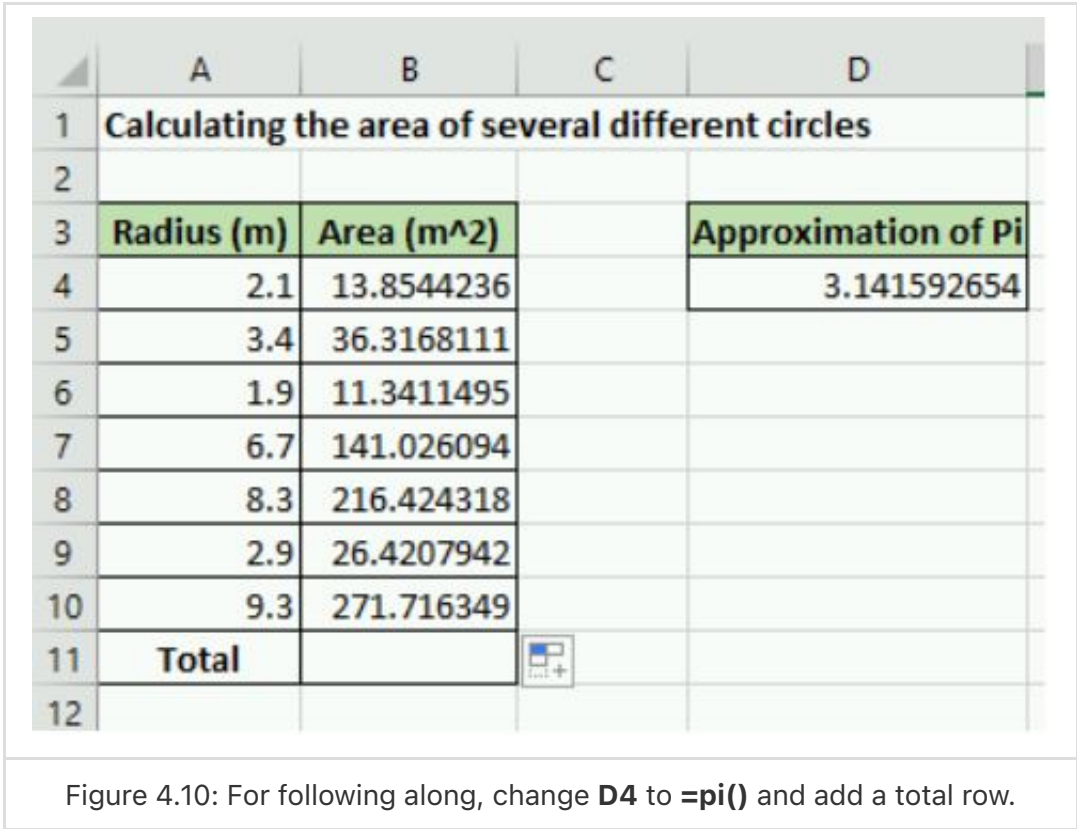 A B C D
1 Calculating the area of several different circles
2
3 Radius (m) Area (m^2) Approximation of Pi
4 2.1 13.8544236 3.141592654
5 3.4 36.3168111
6 1.9 11.3411495
7 6.7 141.026094
8 8.3 216.424318
9 2.9 26.4207942
10 9.3 271.716349
11 Total
12
Figure 4.10: For following along, change D4 to =pi() and add a total row.